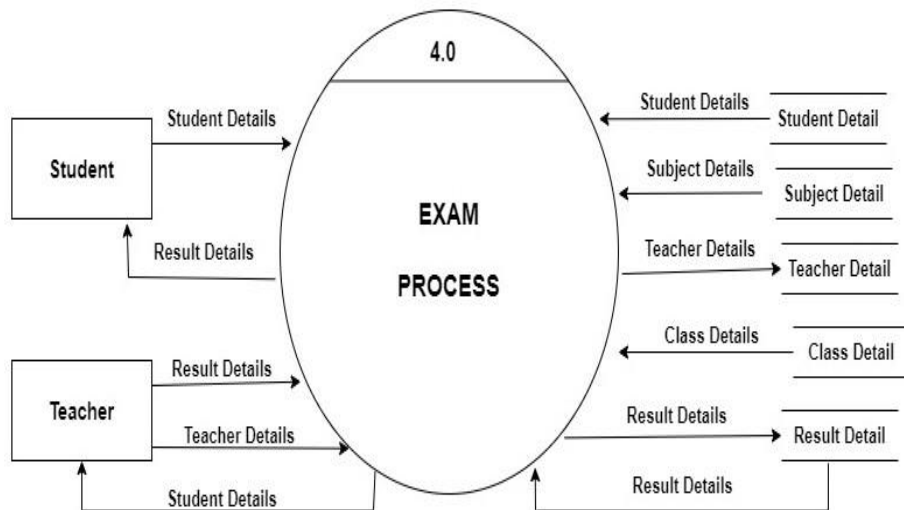 4.0
Student Details
Student
Result Details
EXAM
PROCESS
Result Details
Teacher
Teacher Details
Student Details
Student Details
Student Detail
Subject Details
Subject Detail
Teacher Details
Teacher Detail
Class Details
Class Detail
Result Details
Result Detail
Result Details